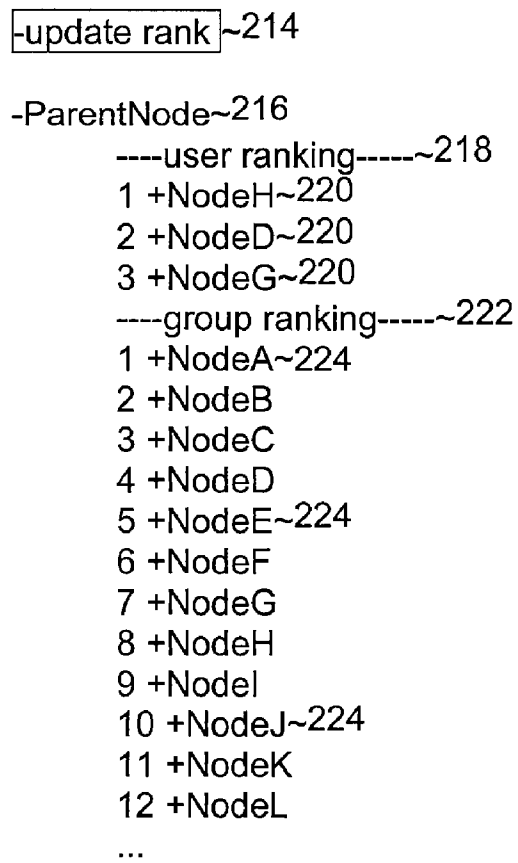 -update rank~214
-ParentNode~216
----user ranking-----~218
1 +NodeH~220
2 +NodeD~220
3 +NodeG~220
----group ranking-----~222
1 +NodeA~224
2 +NodeB
3 +NodeC
4 +NodeD
5 +NodeE~224
6 +NodeF
7 +NodeG
8 +NodeH
9 +NodeI
10 +NodeJ~224
11 +NodeK
12 +NodeL
...